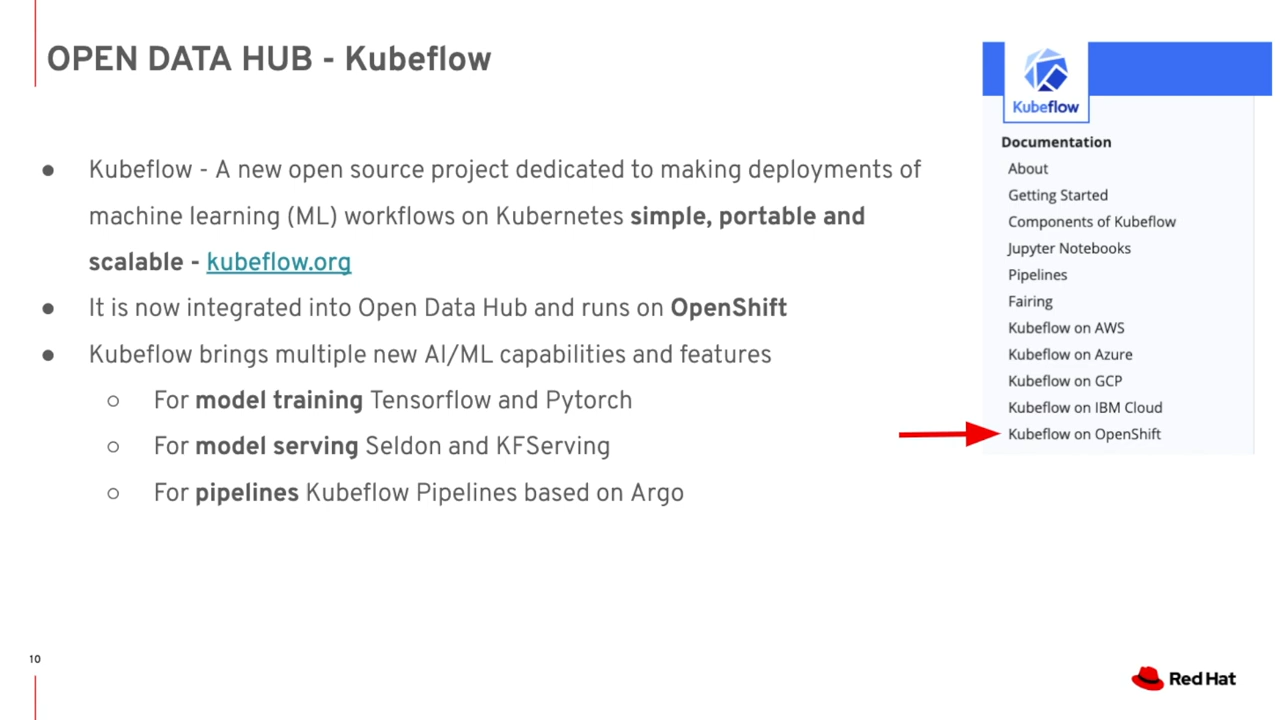 OPEN DATA HUB - Kubeflow
● Kubeflow - A new open source project dedicated to making deployments of
machine learning (ML) workflows on Kubernetes simple, portable and
scalable - kubeflow.org
● It is now integrated into Open Data Hub and runs on OpenShift
● Kubeflow brings multiple new AI/ML capabilities and features
○ For model training Tensorflow and Pytorch
○ For model serving Seldon and KFServing
○ For pipelines Kubeflow Pipelines based on Argo
Kubeflow
Documentation
About
Getting Started
Components of Kubeflow
Jupyter Notebooks
Pipelines
Fairing
Kubeflow on AWS
Kubeflow on Azure
Kubeflow on GCP
Kubeflow on IBM Cloud
Kubeflow on OpenShift
10
Red Hat